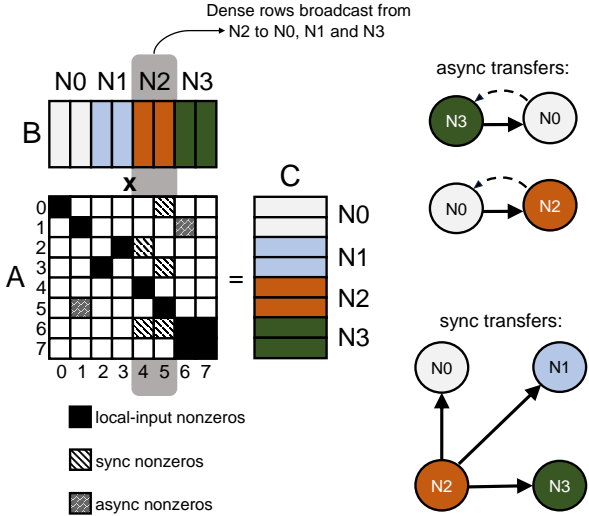 Dense rows broadcast from
N2 to N0, N1 and N3
N0 N1 N2 N3
B
x
A
0
1
2
3
4
5
6
7
0 1 2 3 4 5 6 7
=
C
N0
N1
N2
N3
local-input nonzeros
sync nonzeros
async nonzeros
async transfers:
N3 N0
N0 N2
sync transfers:
N0 N1
N2 N3